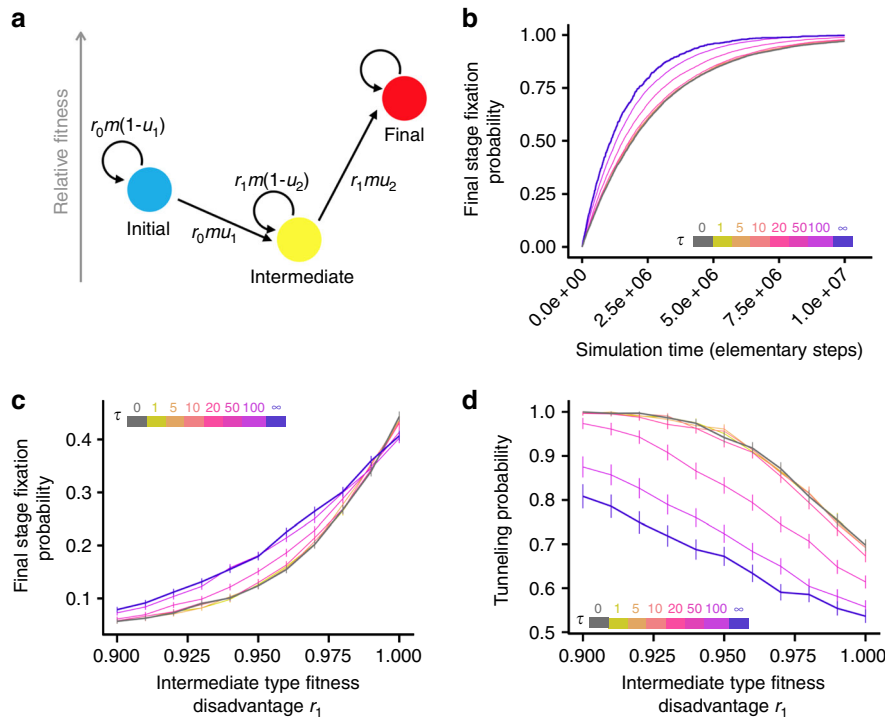 a
Relative fitness
r₀m(1-u₁)
Initial
r₀mu₁
r₁m(1-u₂)
Intermediate
r₁mu₂
Final
b
Final stage fixation
probability
1.00
0.75
0.50
0.25
0.00
τ 0 1 5 10 20 50 100 ∞
0.0e+00 2.5e+06 5.0e+06 7.5e+06 1.0e+07
Simulation time (elementary steps)
c
τ 0 1 5 10 20 50 100 ∞
Final stage fixation
probability
0.4
0.3
0.2
0.1
0.900 0.925 0.950 0.975 1.000
Intermediate type fitness
disadvantage r₁
d
Tunneling probability
1.0
0.9
0.8
0.7
0.6
0.5
τ 0 1 5 10 20 50 100 ∞
0.900 0.925 0.950 0.975 1.000
Intermediate type fitness
disadvantage r₁